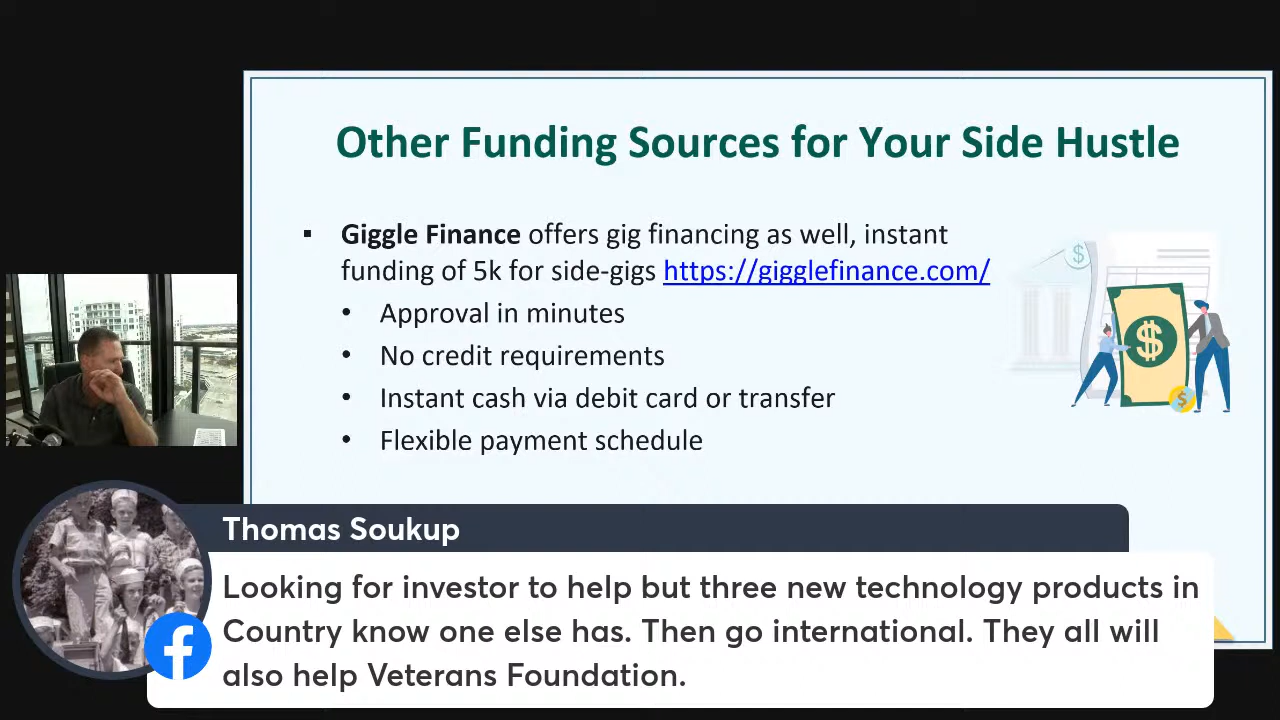 Other Funding Sources for Your Side Hustle
▪ Giggle Finance offers gig financing as well, instant
funding of 5k for side-gigs https://gigglefinance.com/
• Approval in minutes
• No credit requirements
• Instant cash via debit card or transfer
• Flexible payment schedule
Thomas Soukup
Looking for investor to help but three new technology products in
Country know one else has. Then go international. They all will
also help Veterans Foundation.